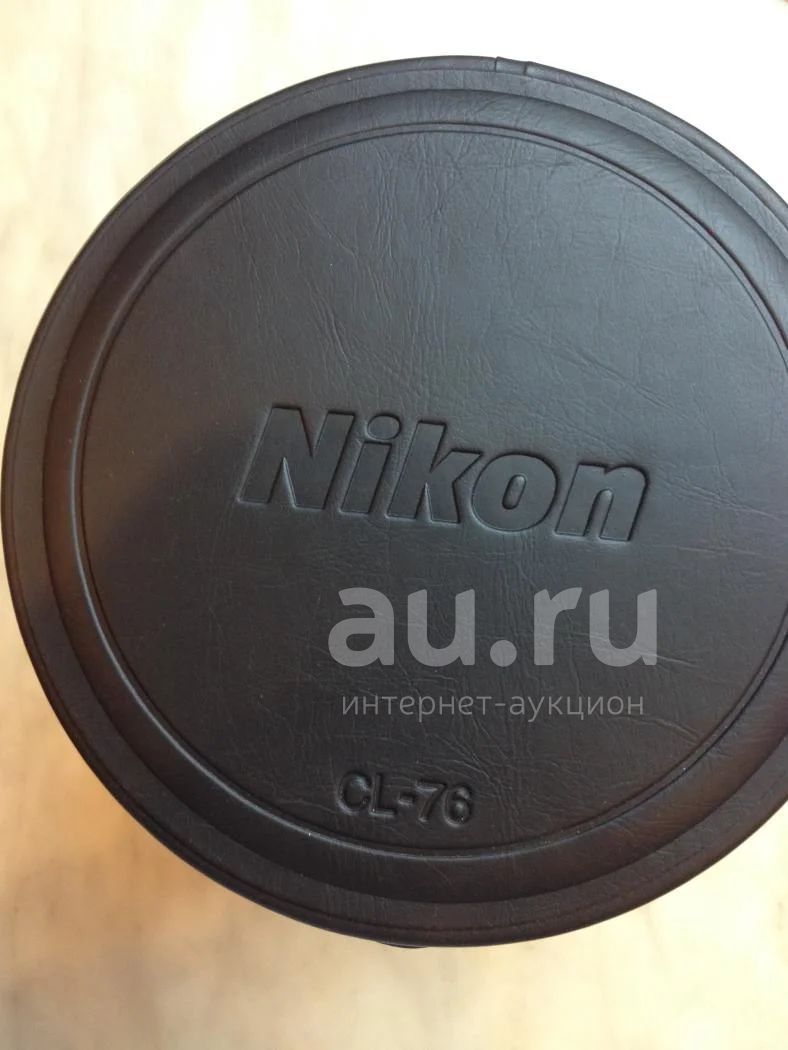 Nikon
au.ru
интернет-аукцион
CL-76